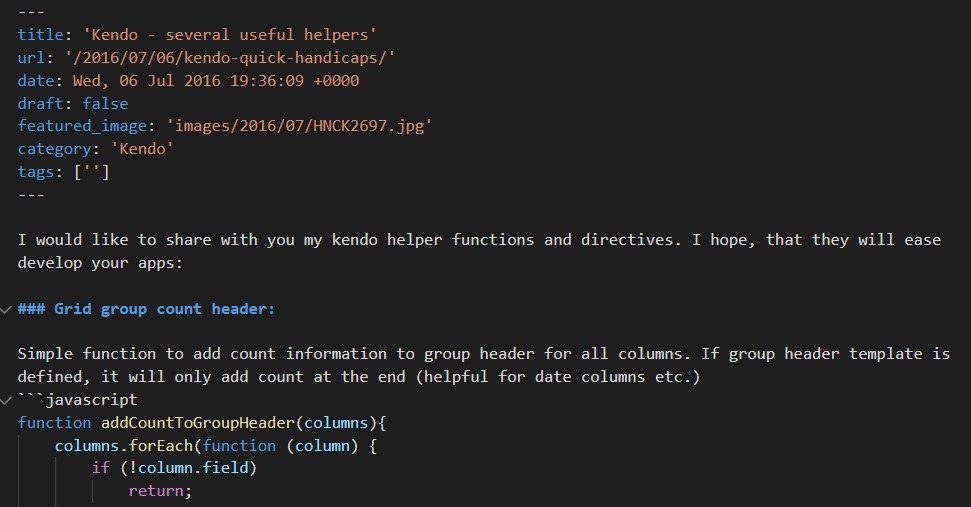 ---
title: 'Kendo - several useful helpers'
url: '/2016/07/06/kendo-quick-handicaps/'
date: Wed, 06 Jul 2016 19:36:09 +0000
draft: false
featured_image: 'images/2016/07/HNCK2697.jpg'
category: 'Kendo'
tags: ['']
---
I would like to share with you my kendo helper functions and directives. I hope, that they will ease
develop your apps:
### Grid group count header:
Simple function to add count information to group header for all columns. If group header template is
defined, it will only add count at the end (helpful for date columns etc.)
```javascript
function addCountToGroupHeader(columns){
    columns.forEach(function (column) {
        if (!column.field)
            return;